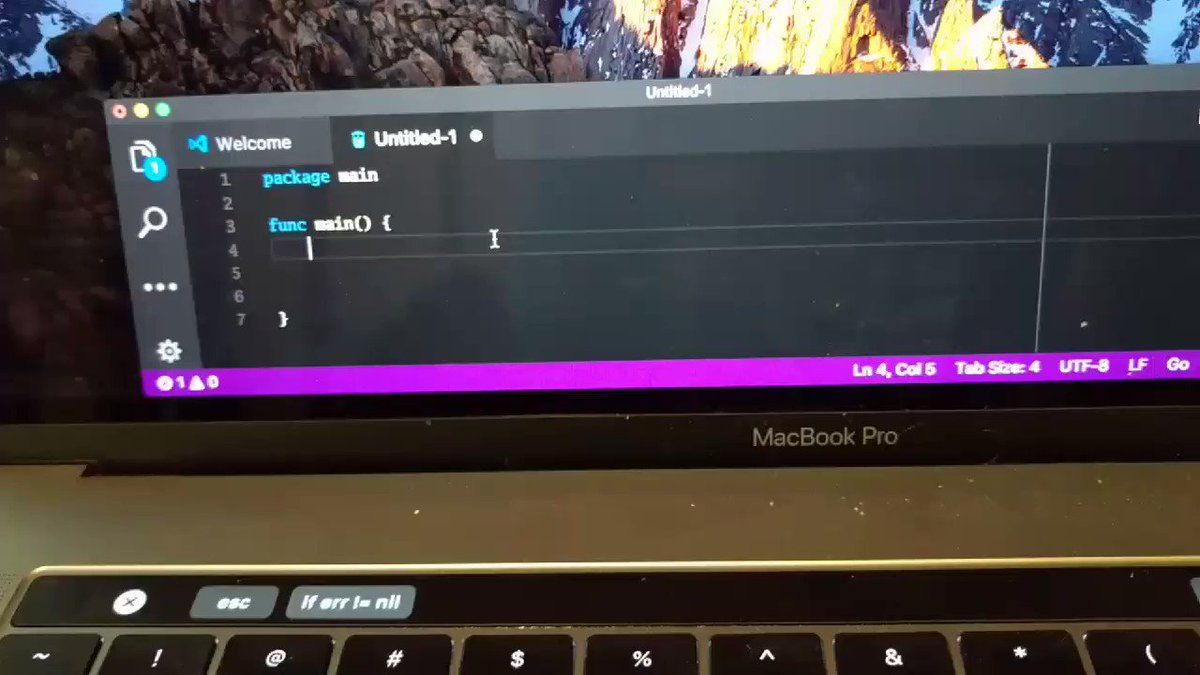 Untitled-1
Welcome
Untitled-1
1
1 package main
2
3 func main() {
4
5
6
7 }
1 0
Ln 4, Col 5 Tab Size: 4 UTF-8 LF Go
MacBook Pro
esc if err != nil
~ ! @ # $ % ^ & * (